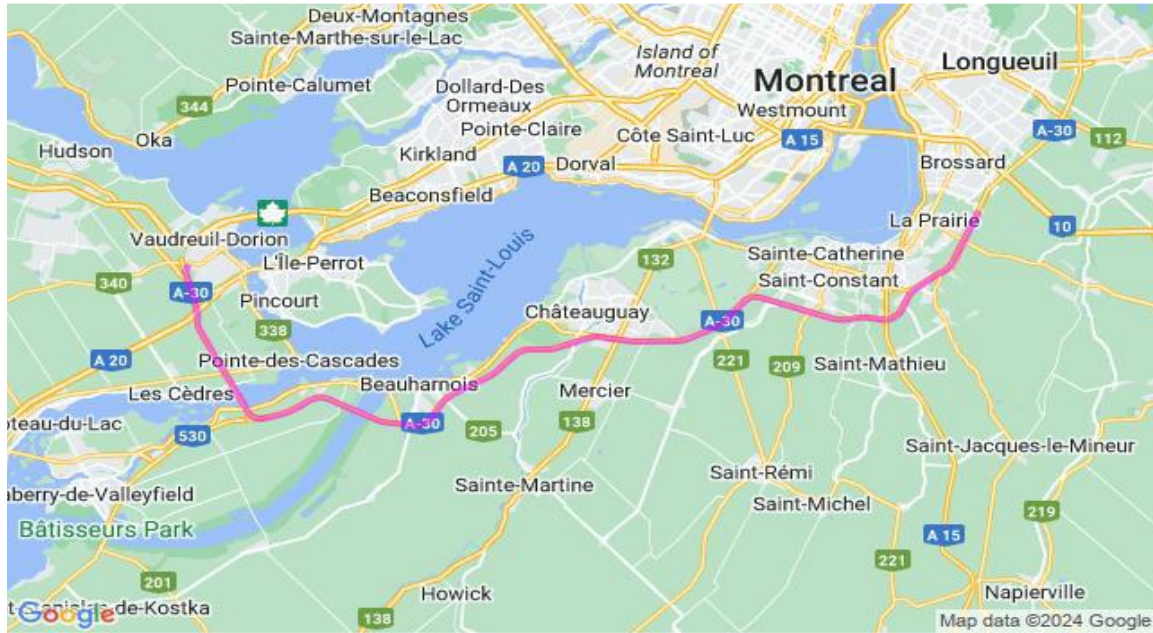 Deux-Montagnes
Sainte-Marthe-sur-le-Lac
Island of
Montreal
Longueuil
Pointe-Calumet
Dollard-Des
Ormeaux
Montreal
Westmount
344
Oka
Pointe-Claire
Côte Saint-Luc
A 15
A-30
112
Hudson
Kirkland
A 20
Dorval
Brossard
Beaconsfield
La Prairie
10
Vaudreuil-Dorion
L'Île-Perrot
132
Sainte-Catherine
340
A-30
Pincourt
Lake Saint-Louis
Saint-Constant
Châteauguay
A-30
338
A 20
Pointe-des-Cascades
221
209
Saint-Mathieu
Les Cèdres
Beauharnois
Mercier
oteau-du-Lac
530
A-30
205
138
Saint-Jacques-le-Mineur
aberry-de-Valleyfield
Sainte-Martine
Saint-Rémi
Saint-Michel
Bâtisseurs Park
219
A 15
221
201
Howick
Napierville
de-Kostka
138
Google
Map data ©2024 Google